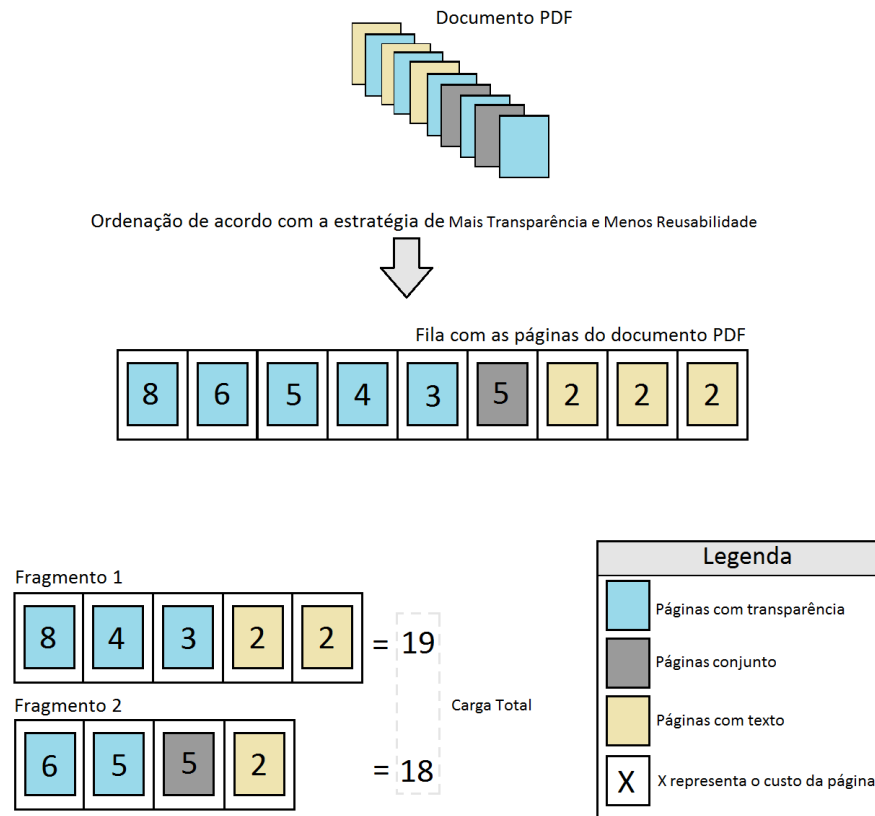 Documento PDF
Ordenação de acordo com a estratégia de Mais Transparência e Menos Reusabilidade
Fila com as páginas do documento PDF
8 6 5 4 3 5 2 2 2
Fragmento 1
8 4 3 2 2 = 19
Carga Total
Fragmento 2
6 5 5 2 = 18
Legenda
Páginas com transparência
Páginas conjunto
Páginas com texto
X X representa o custo da página